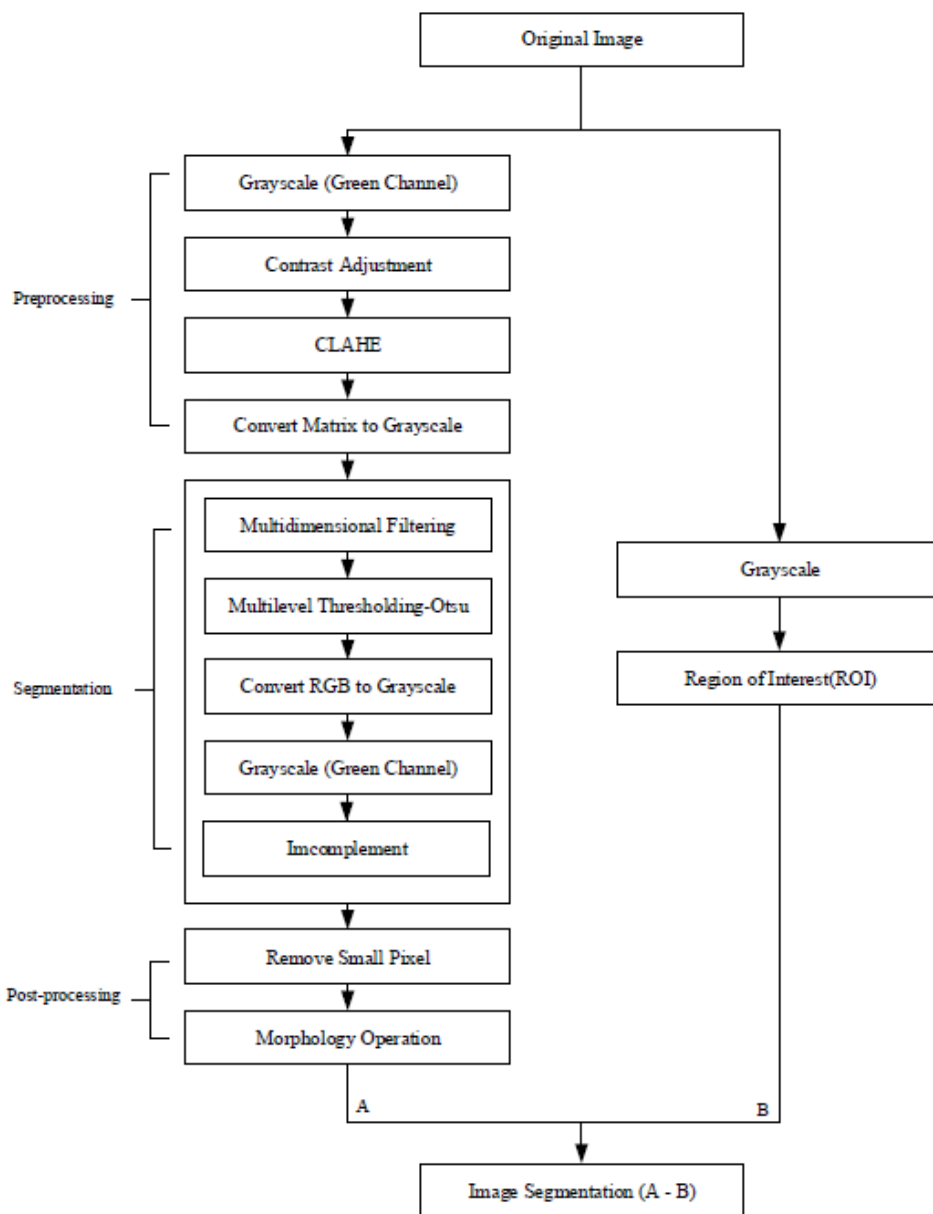 Original Image
Grayscale (Green Channel)
Contrast Adjustment
Preprocessing
CLAHE
Convert Matrix to Grayscale
Multidimensional Filtering
Multilevel Thresholding-Otsu
Segmentation
Convert RGB to Grayscale
Grayscale (Green Channel)
Imcomplement
Grayscale
Region of Interest(ROI)
Remove Small Pixel
Post-processing
Morphology Operation
A
B
Image Segmentation (A - B)